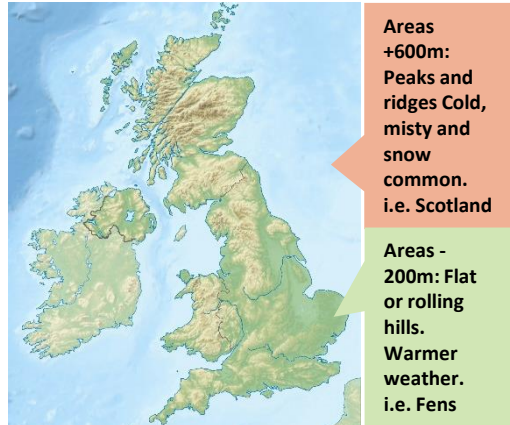 Areas
+600m:
Peaks and
ridges Cold,
misty and
snow
common.
i.e. Scotland
Areas -
200m: Flat
or rolling
hills.
Warmer
weather.
i.e. Fens